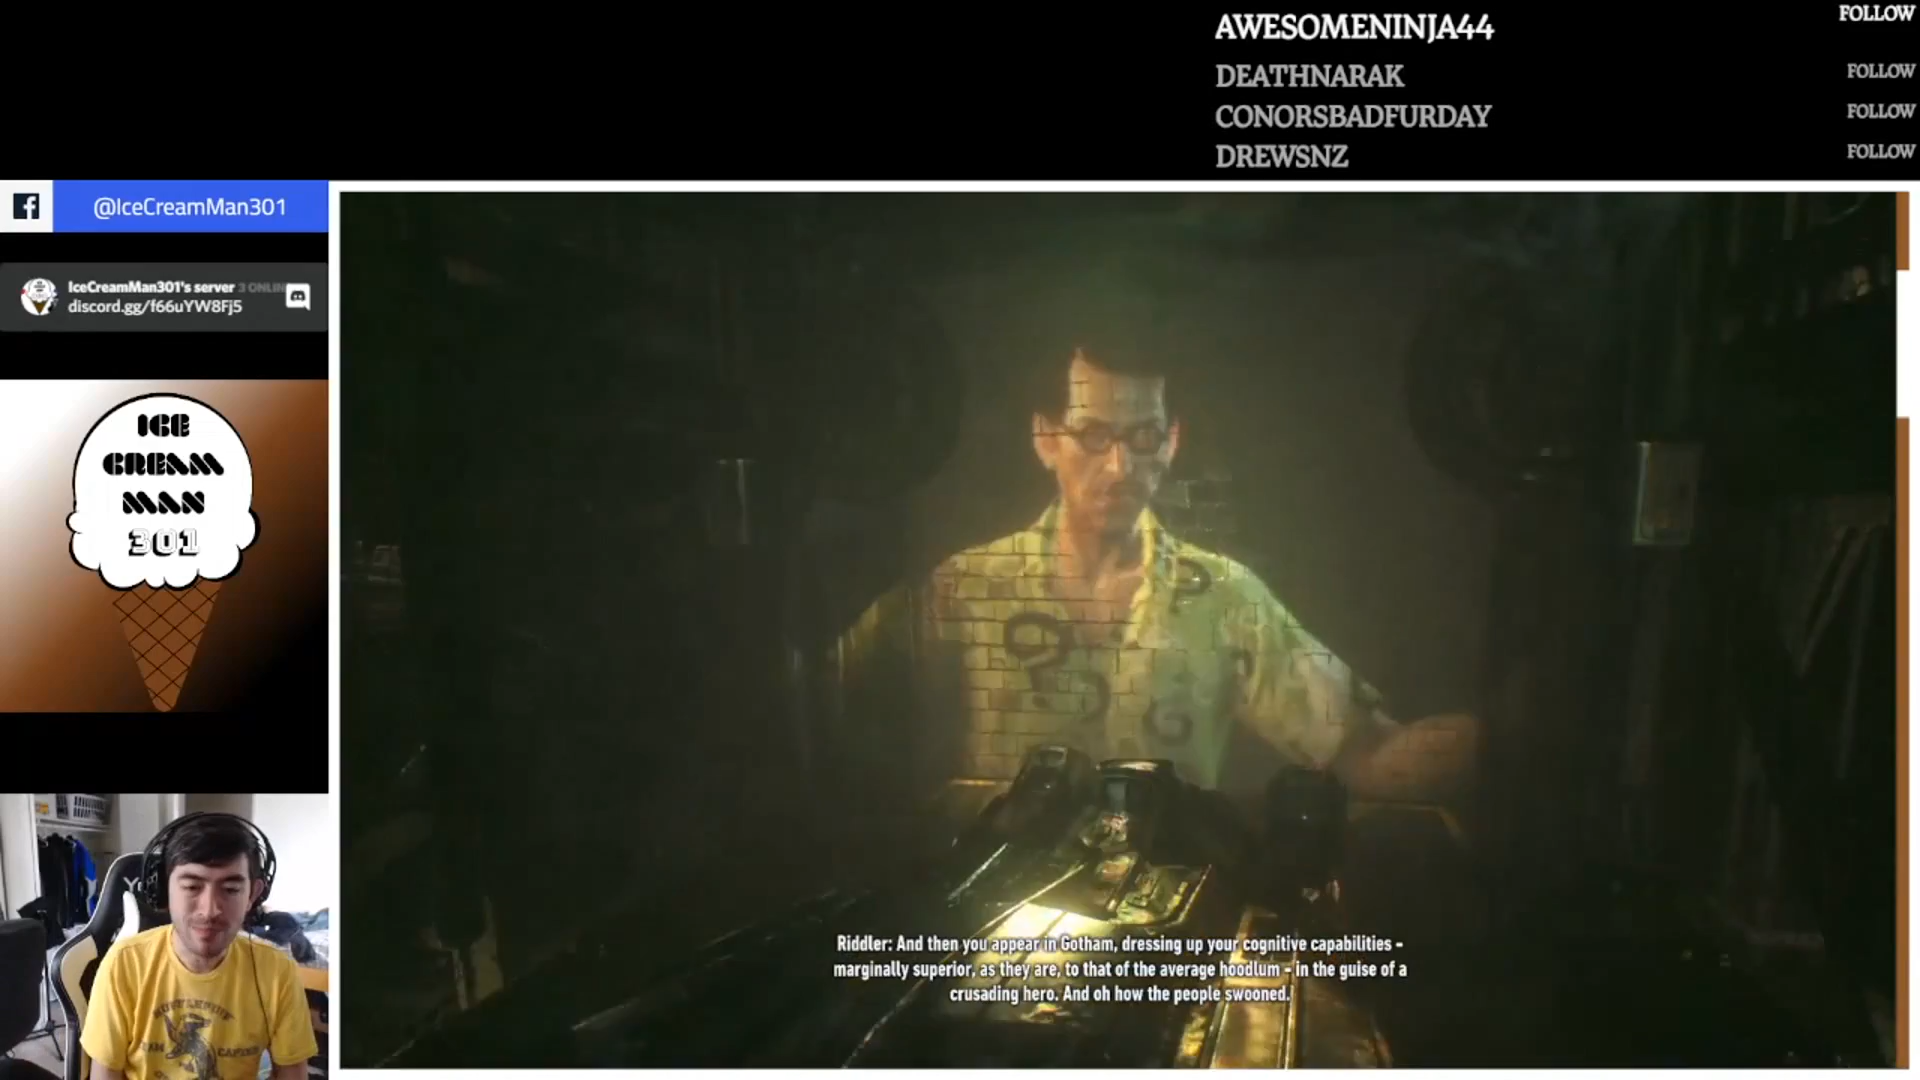 AWESOMENINJA44 FOLLOW
DEATHNARAK FOLLOW
CONORSBADFURDAY FOLLOW
DREWSNZ FOLLOW
@IceCreamMan301
IceCreamMan301's server 3 ONLIN
discord.gg/f66uYW8Fj5
ICE
CREAM
MAN
301
Riddler: And then you appear in Gotham, dressing up your cognitive capabilities -
marginally superior, as they are, to that of the average hoodlum - in the guise of a
crusading hero. And oh how the people swooned.